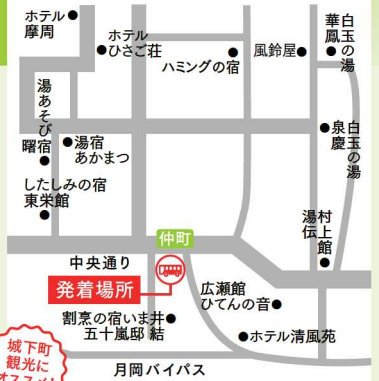 ホテル
摩周
ホテル
ひさご荘
ハミングの宿
風鈴屋
白玉の湯
華鳳
湯あそび
曙宿
湯宿
あかまつ
白玉の湯
泉慶
したしみの宿
東栄館
村上館
湯伝
仲町
中央通り
発着場所
広瀬館
ひてんの音
割烹の宿いま井
五十嵐邸 結
ホテル清風苑
城下町
観光に
オススメ!
月岡バイパス